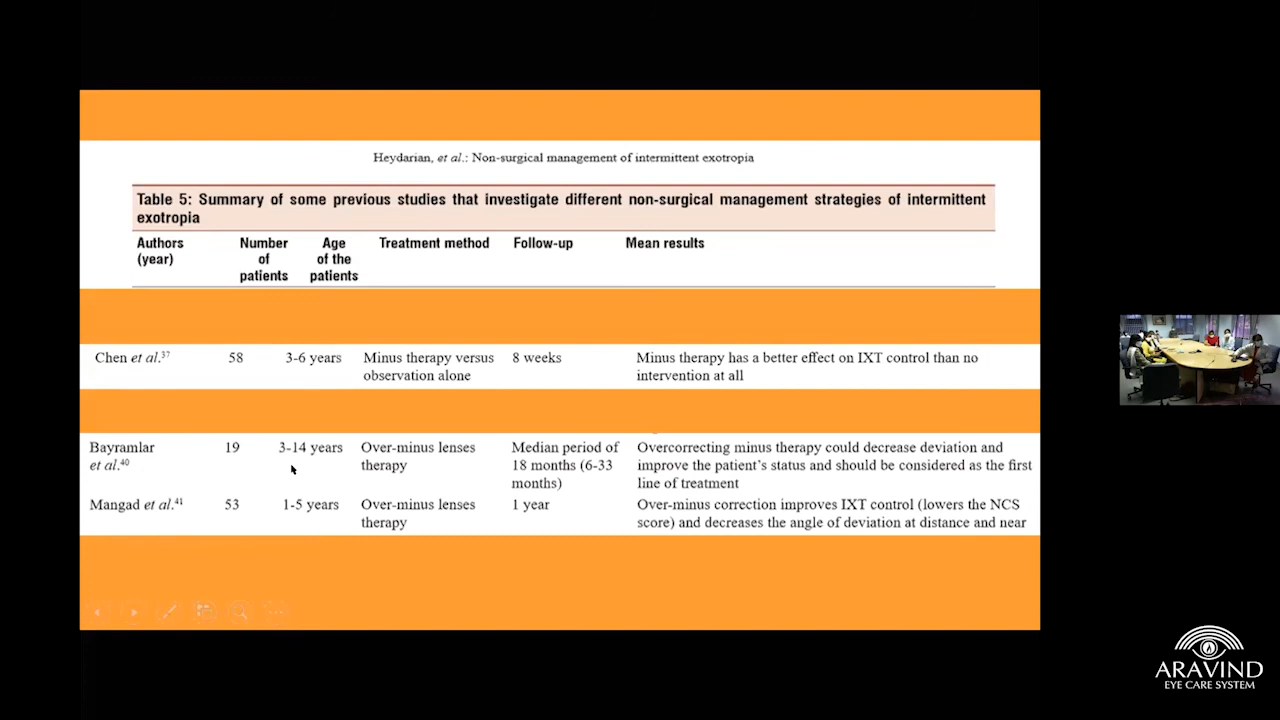 Heydarian, et al.: Non-surgical management of intermittent exotropia
Table 5: Summary of some previous studies that investigate different non-surgical management strategies of intermittent
exotropia
Authors (year) Number of patients Age of the patients Treatment method Follow-up Mean results
Chen et al.37 58 3-6 years Minus therapy versus observation alone 8 weeks Minus therapy has a better effect on IXT control than no intervention at all
Bayramlar et al.40 19 3-14 years Over-minus lenses therapy Median period of 18 months (6-33 months) Overcorrecting minus therapy could decrease deviation and improve the patient's status and should be considered as the first line of treatment
Mangad et al.41 53 1-5 years Over-minus lenses therapy 1 year Over-minus correction improves IXT control (lowers the NCS score) and decreases the angle of deviation at distance and near
ARAVIND
EYE CARE SYSTEM